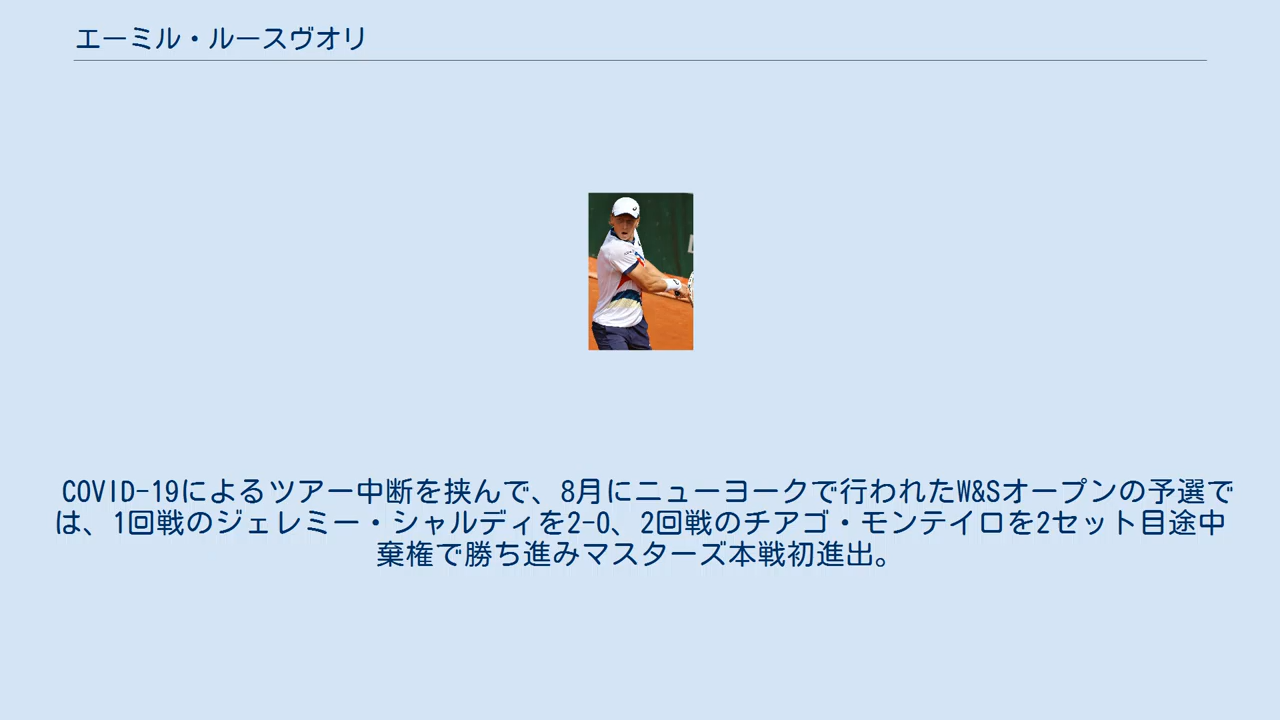 エーミル・ルースヴオリ
COVID-19によるツアー中断を挟んで、8月にニューヨークで行われたW&Sオープンの予選で
は、1回戦のジェレミー・シャルディを2-0、2回戦のチアゴ・モンテイロを2セット目途中
棄権で勝ち進みマスターズ本戦初進出。